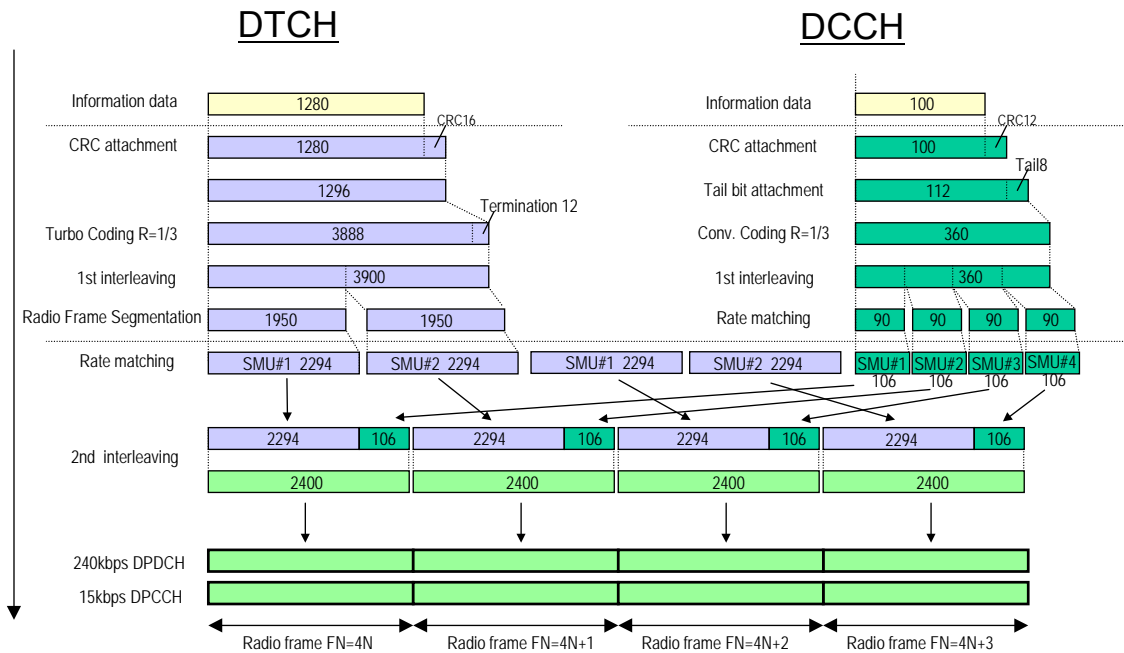 DTCH DCCH
Information data 1280 Information data 100
CRC16 CRC12
CRC attachment 1280 CRC attachment 100
1296 Tail bit attachment 112 Tail8
Termination 12
Turbo Coding R=1/3 3888 Conv. Coding R=1/3 360
1st interleaving 3900 1st interleaving 360
Radio Frame Segmentation 1950 1950 Rate matching 90 90 90 90
Rate matching SMU#1 2294 SMU#2 2294 SMU#1 2294 SMU#2 2294 SMU#1 SMU#2 SMU#3 SMU#4
106 106 106 106
2294 106 2294 106 2294 106 2294 106
2nd interleaving
2400 2400 2400 2400
240kbps DPDCH
15kbps DPCCH
Radio frame FN=4N Radio frame FN=4N+1 Radio frame FN=4N+2 Radio frame FN=4N+3